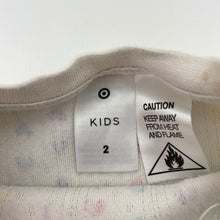 KIDS
2
CAUTION
KEEP AWAY
FROM HEAT
AND FLAME